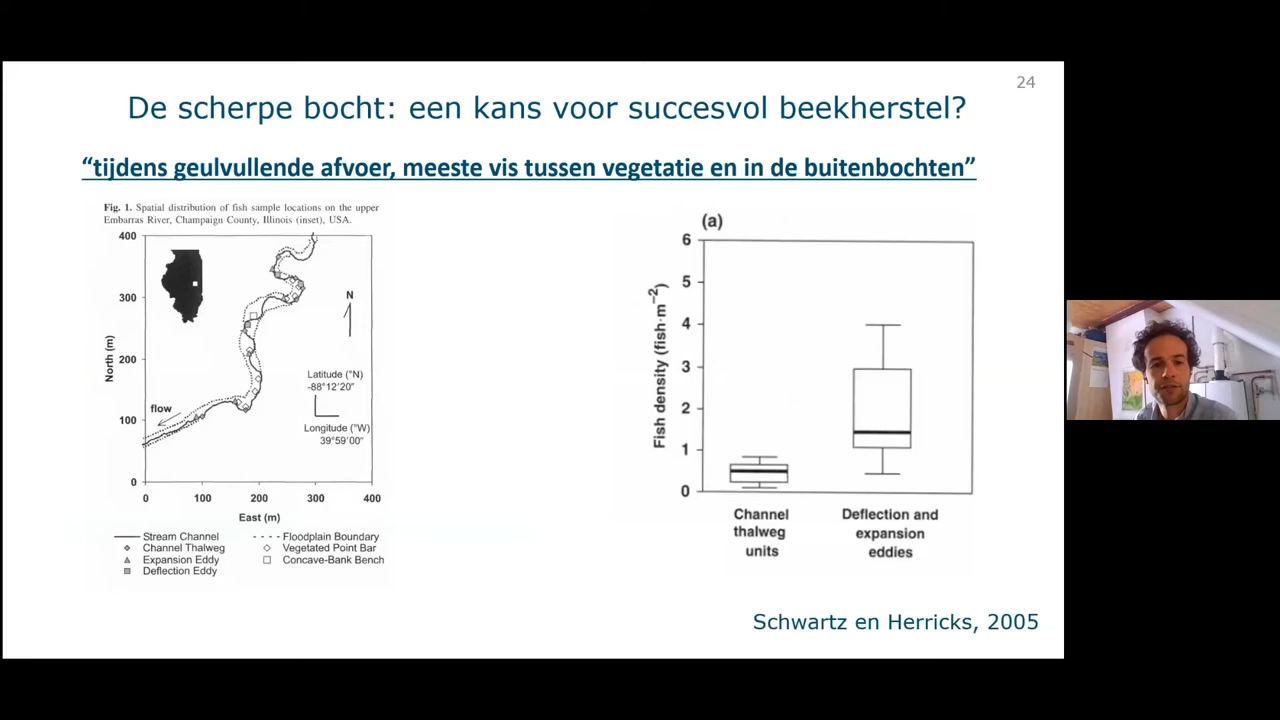 24
De scherpe bocht: een kans voor succesvol beekherstel?
“tijdens geulvullende afvoer, meeste vis tussen vegetatie en in de buitenbochten”
Fig. 1. Spatial distribution of fish sample locations on the upper
Embarras River, Champaign County, Illinois (inset), USA.
400
300
200
100
0
North (m)
N
Latitude (°N)
-88°12'20"
Longitude (°W)
39°59'00"
flow
0 100 200 300 400
East (m)
Stream Channel
Floodplain Boundary
Channel Thalweg
Vegetated Point Bar
Expansion Eddy
Concave-Bank Bench
Deflection Eddy
(a)
6
5
4
3
2
1
0
Fish density (fish·m⁻²)
Channel
thalweg
units
Deflection and
expansion
eddies
Schwartz en Herricks, 2005